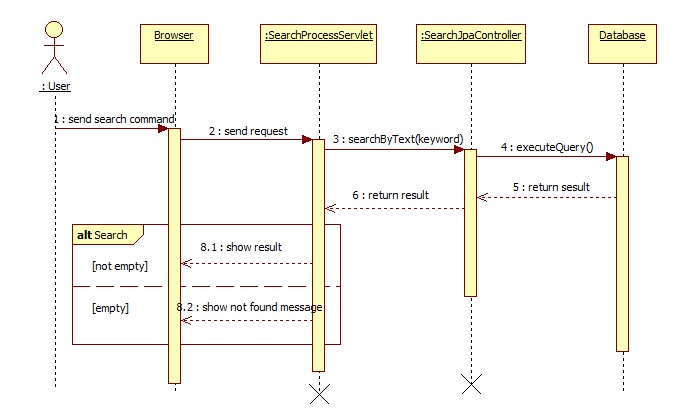 Browser
:SearchProcessServlet
:SearchJpaController
Database
: User
1 : send search command
2 : send request
3 : searchByText(keyword)
4 : executeQuery()
5 : return sesult
6 : return result
alt Search
8.1 : show result
[not empty]
8.2 : show not found message
[empty]